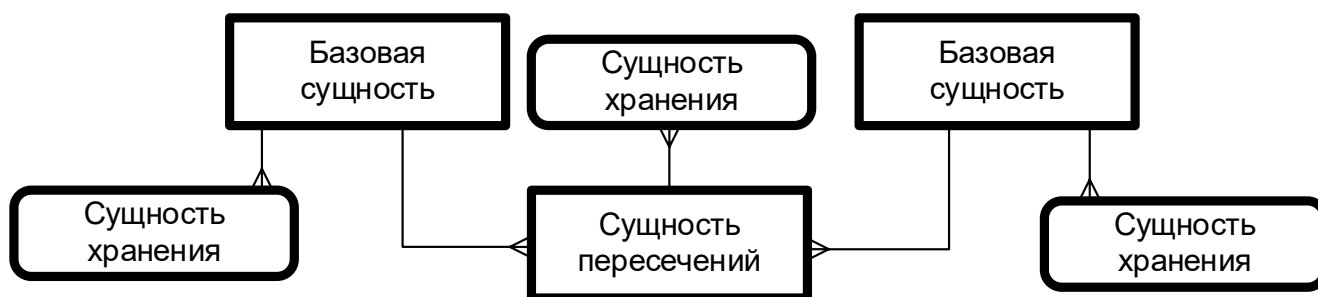 Базовая
сущность
Сущность
хранения
Базовая
сущность
Сущность
хранения
Сущность
пересечений
Сущность
хранения